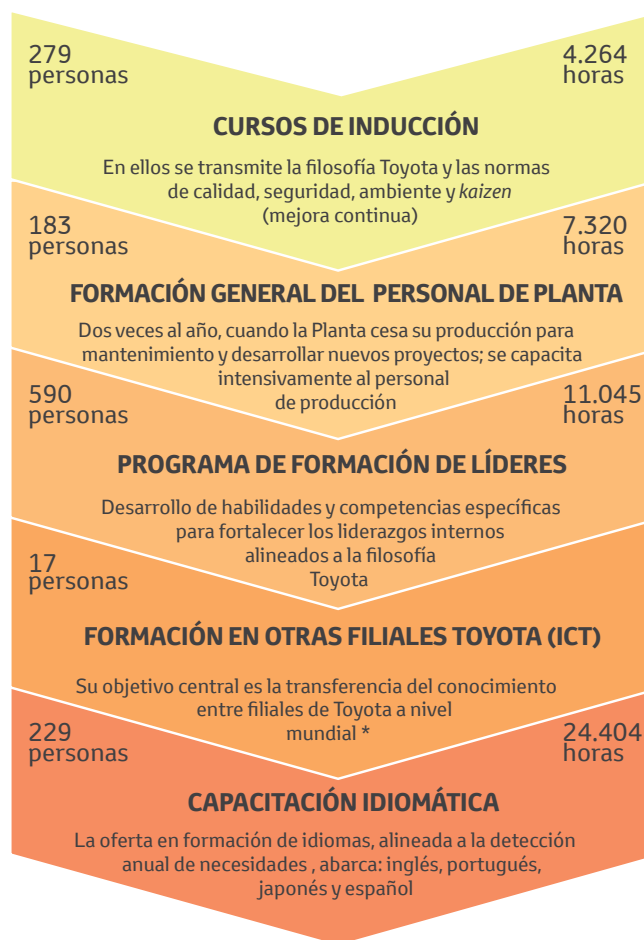 279
personas
4.264
horas
CURSOS DE INDUCCIÓN
En ellos se transmite la filosofía Toyota y las normas
de calidad, seguridad, ambiente y kaizen
(mejora continua)
183
personas
7.320
horas
FORMACIÓN GENERAL DEL PERSONAL DE PLANTA
Dos veces al año, cuando la Planta cesa su producción para
mantenimiento y desarrollar nuevos proyectos; se capacita
intensivamente al personal
de producción
590
personas
11.045
horas
PROGRAMA DE FORMACIÓN DE LÍDERES
Desarrollo de habilidades y competencias específicas
para fortalecer los liderazgos internos
alineados a la filosofía
Toyota
17
personas
FORMACIÓN EN OTRAS FILIALES TOYOTA (ICT)
Su objetivo central es la transferencia del conocimiento
entre filiales de Toyota a nivel
mundial *
229
personas
24.404
horas
CAPACITACIÓN IDIOMÁTICA
La oferta en formación de idiomas, alineada a la detección
anual de necesidades , abarca: inglés, portugués,
japonés y español